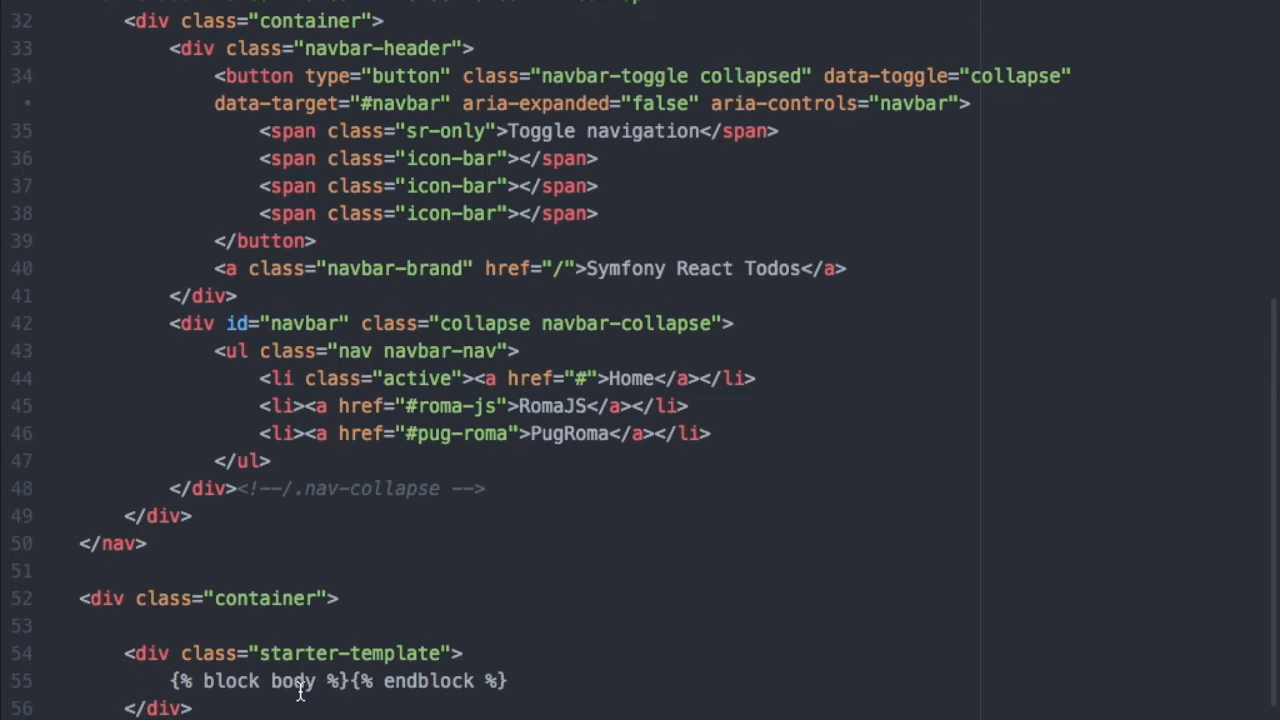 32 <div class="container">
33 <div class="navbar-header">
34 <button type="button" class="navbar-toggle collapsed" data-toggle="collapse"
• data-target="#navbar" aria-expanded="false" aria-controls="navbar">
35 <span class="sr-only">Toggle navigation</span>
36 <span class="icon-bar"></span>
37 <span class="icon-bar"></span>
38 <span class="icon-bar"></span>
39 </button>
40 <a class="navbar-brand" href="/">Symfony React Todos</a>
41 </div>
42 <div id="navbar" class="collapse navbar-collapse">
43 <ul class="nav navbar-nav">
44 <li class="active"><a href="#">Home</a></li>
45 <li><a href="#roma-js">RomaJS</a></li>
46 <li><a href="#pug-roma">PugRoma</a></li>
47 </ul>
48 </div><!--/.nav-collapse -->
49 </div>
50 </nav>
51
52 <div class="container">
53
54 <div class="starter-template">
55 {% block body %}{% endblock %}
56 </div>